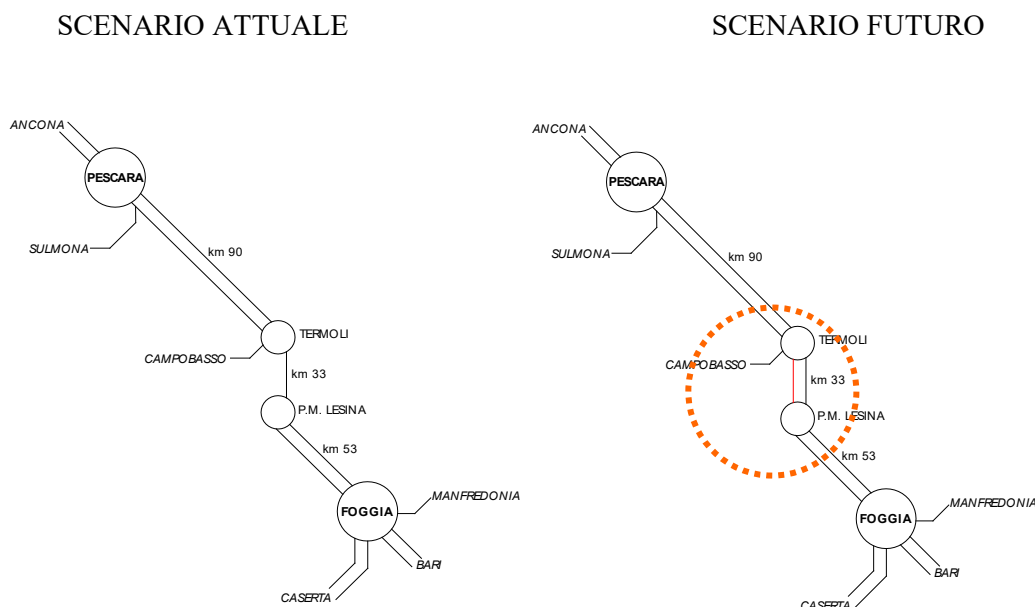 SCENARIO ATTUALE
ANCONA
PESCARA
SULMONA
km 90
TERMOLI
CAMPOBASSO
km 33
P.M. LESINA
km 53
MANFREDONIA
FOGGIA
BARI
CASERTA
SCENARIO FUTURO
ANCONA
PESCARA
SULMONA
km 90
TERMOLI
CAMPOBASSO
km 33
P.M. LESINA
km 53
MANFREDONIA
FOGGIA
BARI
CASERTA